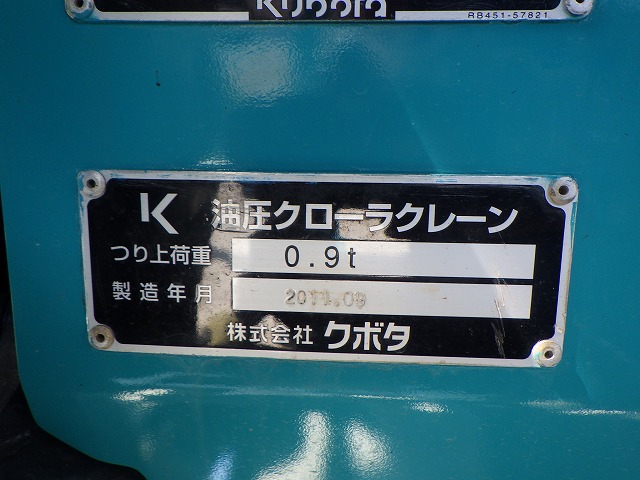 Kubota
RB451-57821
K 油圧クローラクレーン
つり上荷重 0.9t
製造年月 2011.09
株式会社 クボタ